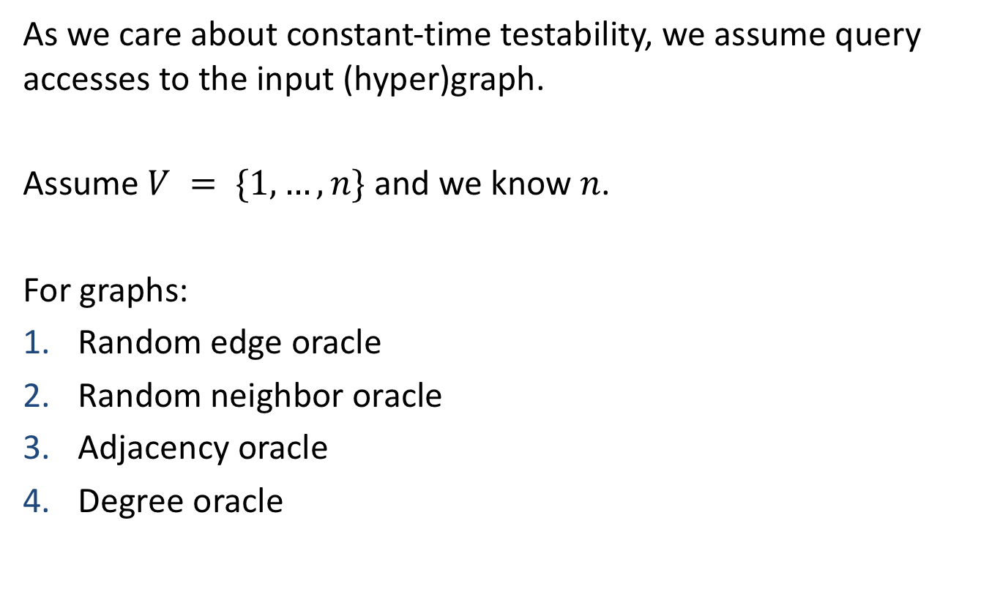 As we care about constant-time testability, we assume query
accesses to the input (hyper)graph.
Assume V = {1, … , n} and we know n.
For graphs:
1. Random edge oracle
2. Random neighbor oracle
3. Adjacency oracle
4. Degree oracle